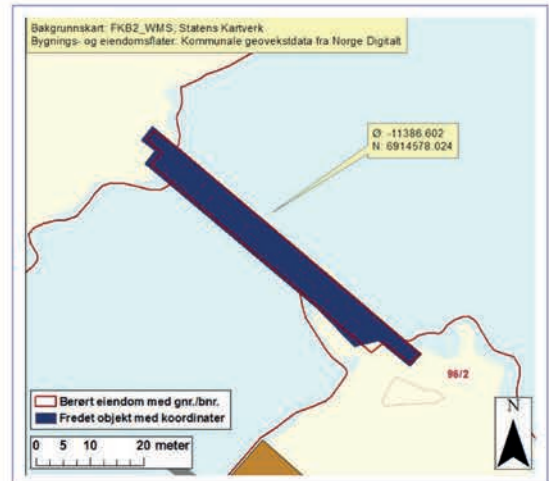 Bakgrunnskart: FKB2_WMS, Statens Kartverk
Bygnings- og eiendomsflater: Kommunale geovekstdata fra Norge Digitalt
Ø: -11386.602
N: 6914578.024
96/2
Berørt eiendom med gnr./bnr.
Fredet objekt med koordinater
0 5 10 20 meter
N